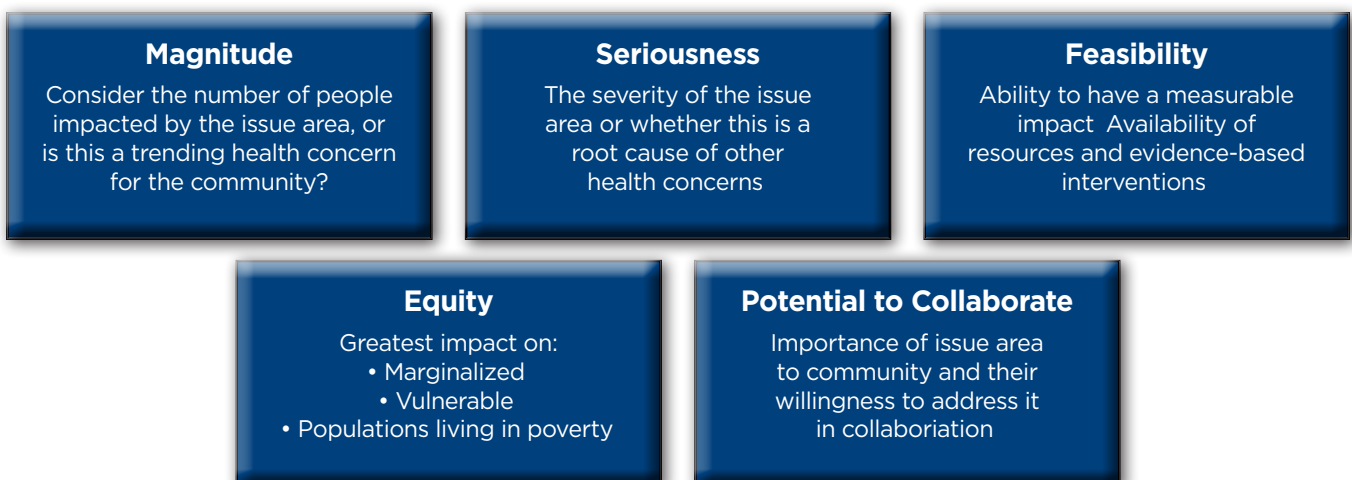 Magnitude
Consider the number of people
impacted by the issue area, or
is this a trending health concern
for the community?
Seriousness
The severity of the issue
area or whether this is a
root cause of other
health concerns
Feasibility
Ability to have a measurable
impact  Availability of
resources and evidence-based
interventions
Equity
Greatest impact on:
• Marginalized
• Vulnerable
• Populations living in poverty
Potential to Collaborate
Importance of issue area
to community and their
willingness to address it
in collaboriation